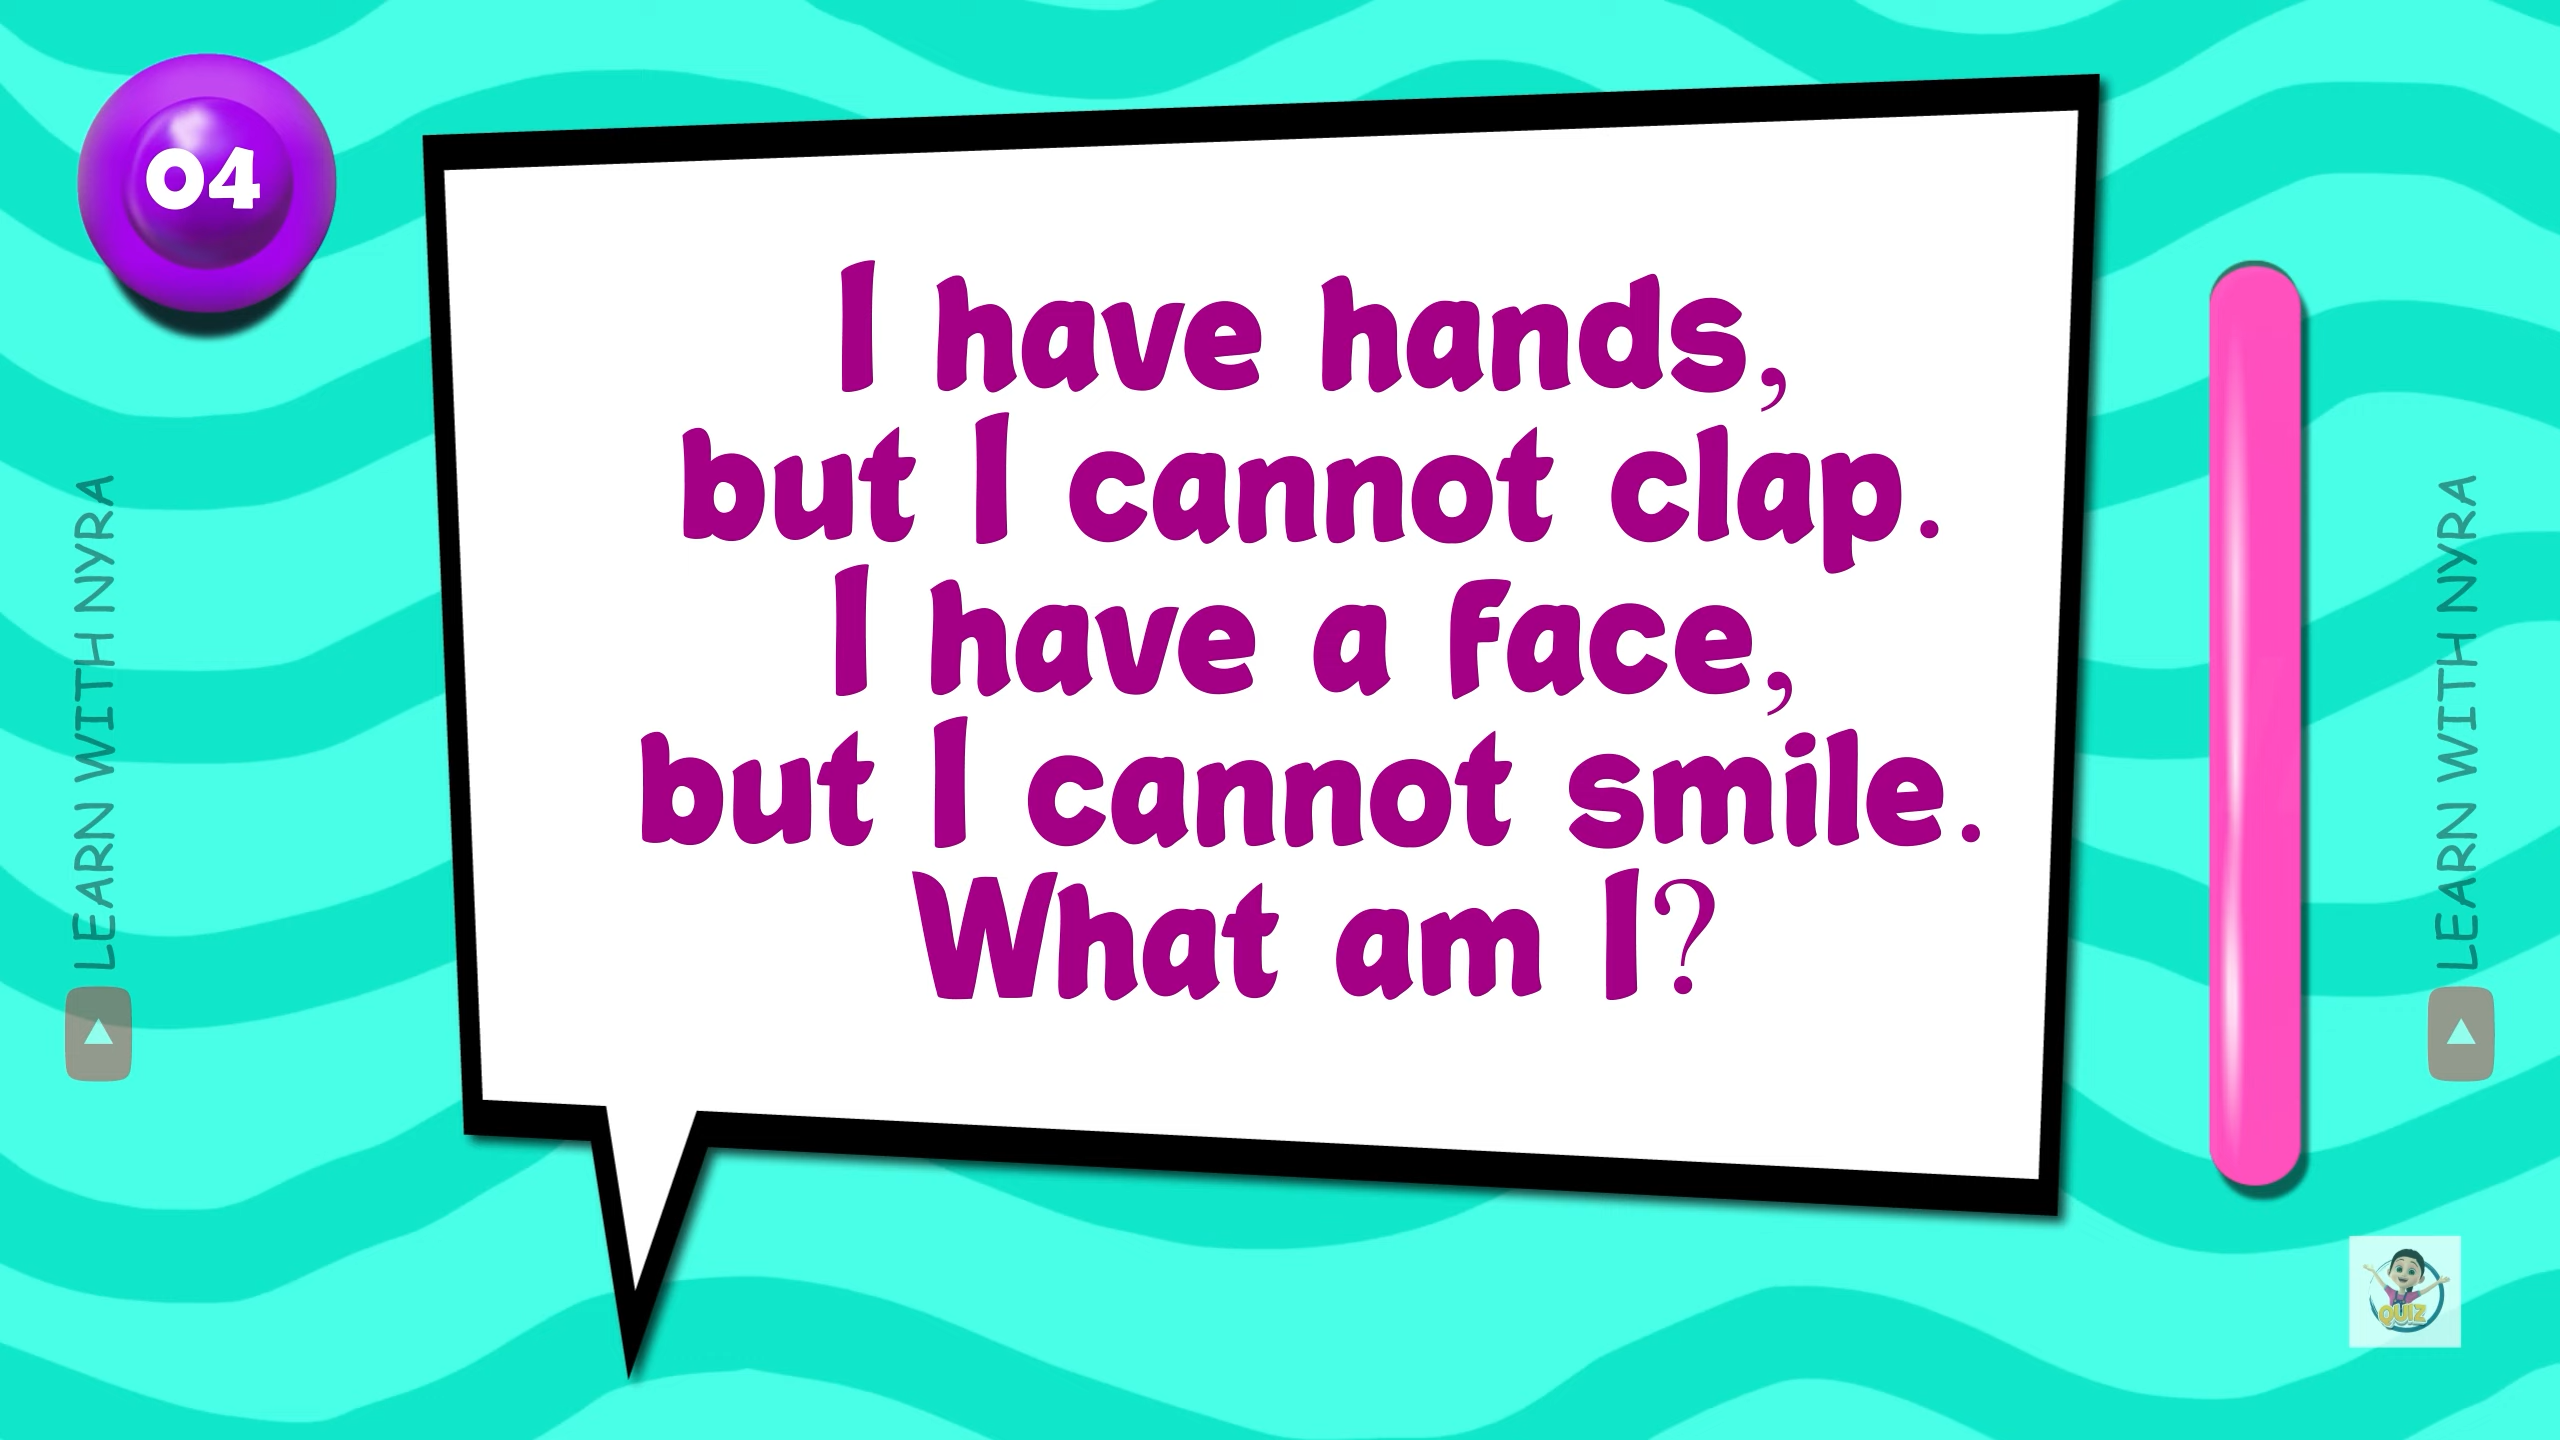 04
I have hands,
but I cannot clap.
I have a face,
but I cannot smile.
What am I?
LEARN WITH NYRA
LEARN WITH NYRA
QUIZ